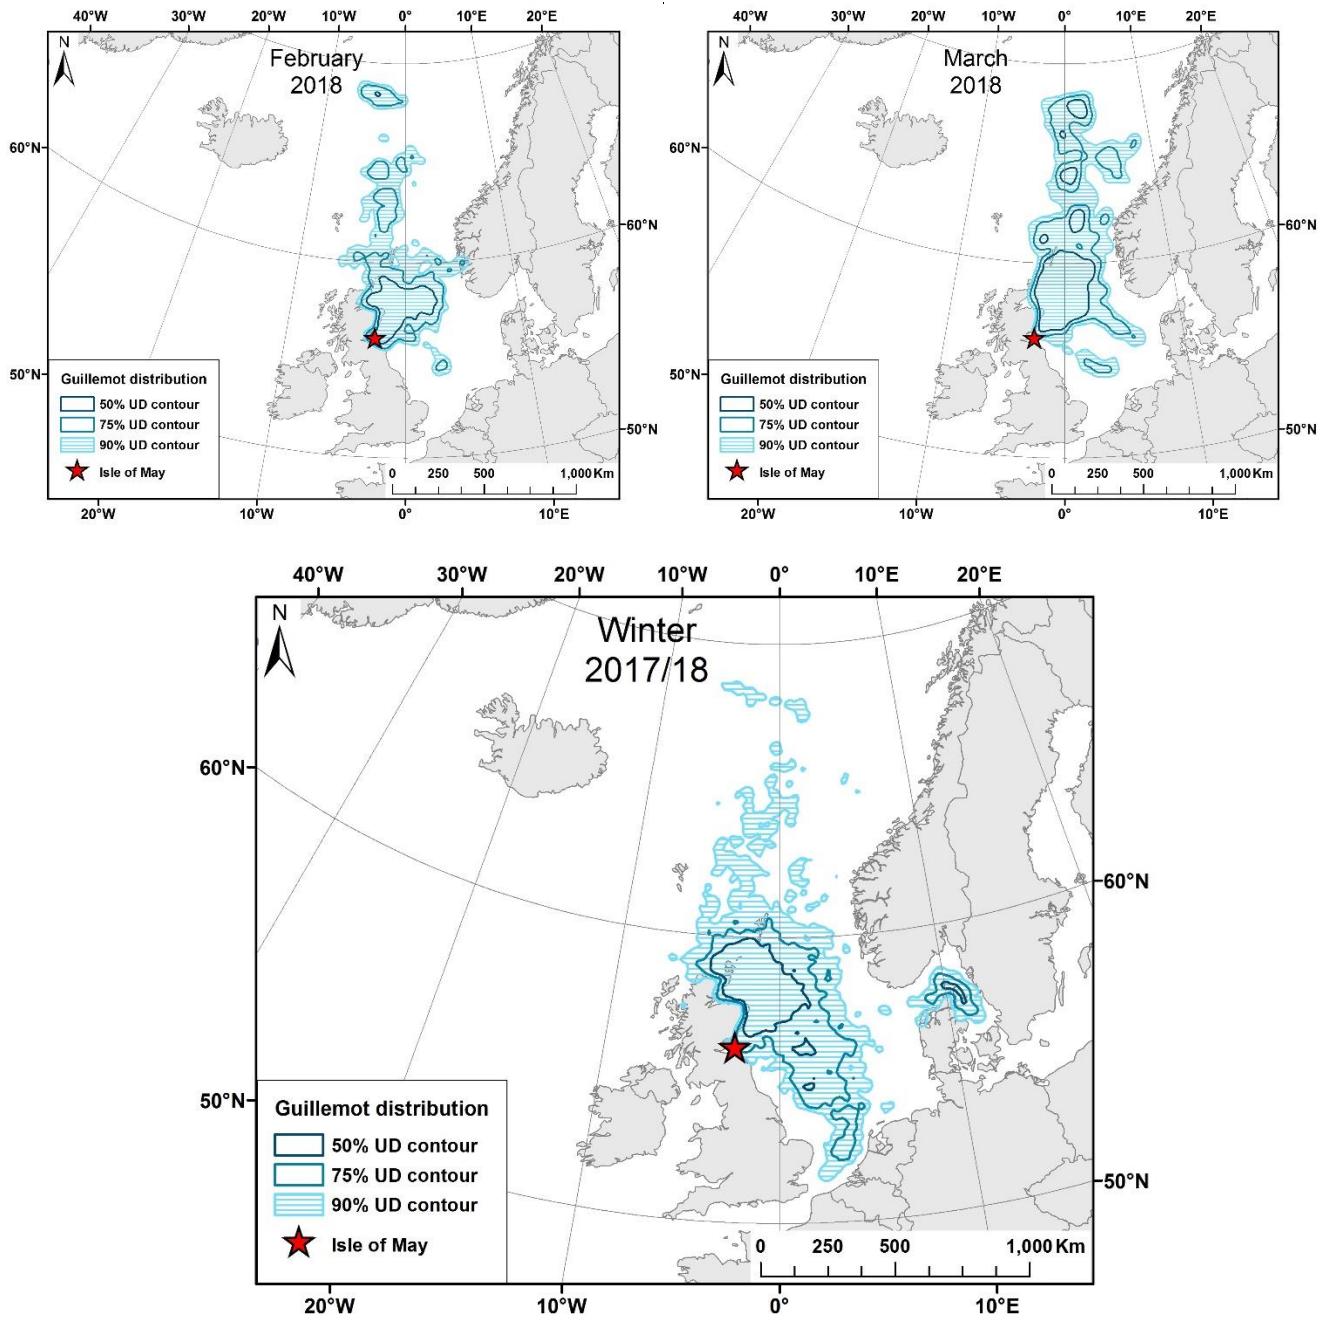 40°W 30°W 20°W 10°W 0° 10°E 20°E
N
February
2018
60°N
60°N
50°N
50°N
Guillemot distribution
50% UD contour
75% UD contour
90% UD contour
Isle of May
0 250 500 1,000 Km
20°W 10°W 0° 10°E
40°W 30°W 20°W 10°W 0° 10°E 20°E
N
March
2018
60°N
60°N
50°N
50°N
Guillemot distribution
50% UD contour
75% UD contour
90% UD contour
Isle of May
0 250 500 1,000 Km
20°W 10°W 0° 10°E
40°W 30°W 20°W 10°W 0° 10°E 20°E
N
Winter
2017/18
60°N
60°N
50°N
50°N
Guillemot distribution
50% UD contour
75% UD contour
90% UD contour
Isle of May
0 250 500 1,000 Km
20°W 10°W 0° 10°E